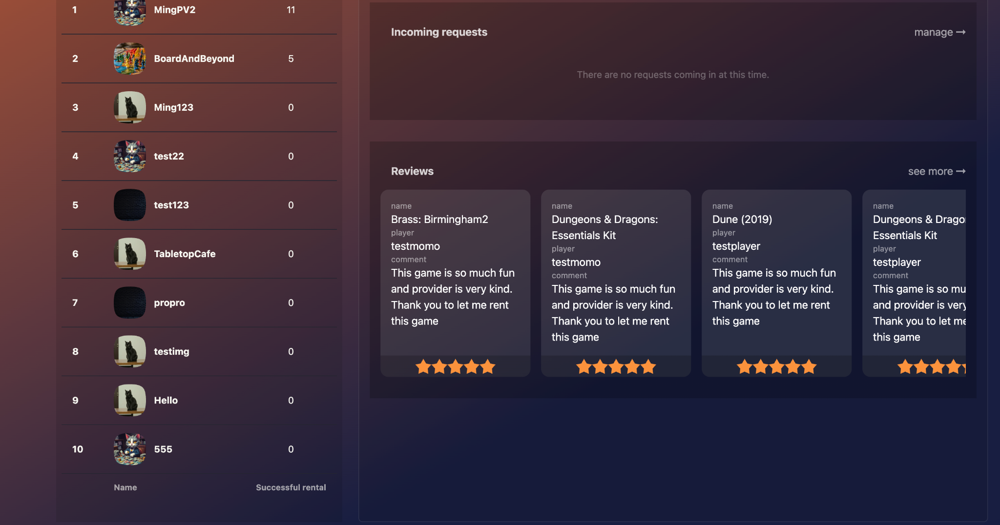 1 MingPV2 11
2 BoardAndBeyond 5
3 Ming123 0
4 test22 0
5 test123 0
6 TabletopCafe 0
7 propro 0
8 testimg 0
9 Hello 0
10 555 0
Name Successful rental
Incoming requests
manage →
There are no requests coming in at this time.
Reviews
see more →
name
Brass: Birmingham2
player
testmomo
comment
This game is so much fun
and provider is very kind.
Thank you to let me rent
this game
name
Dungeons & Dragons:
Essentials Kit
player
testmomo
comment
This game is so much fun
and provider is very kind.
Thank you to let me rent
this game
name
Dune (2019)
player
testplayer
comment
This game is so much fun
and provider is very kind.
Thank you to let me rent
this game
name
Dungeons & Drago
Essentials Kit
player
testplayer
comment
This game is so mu
and provider is very
Thank you to let me
this game